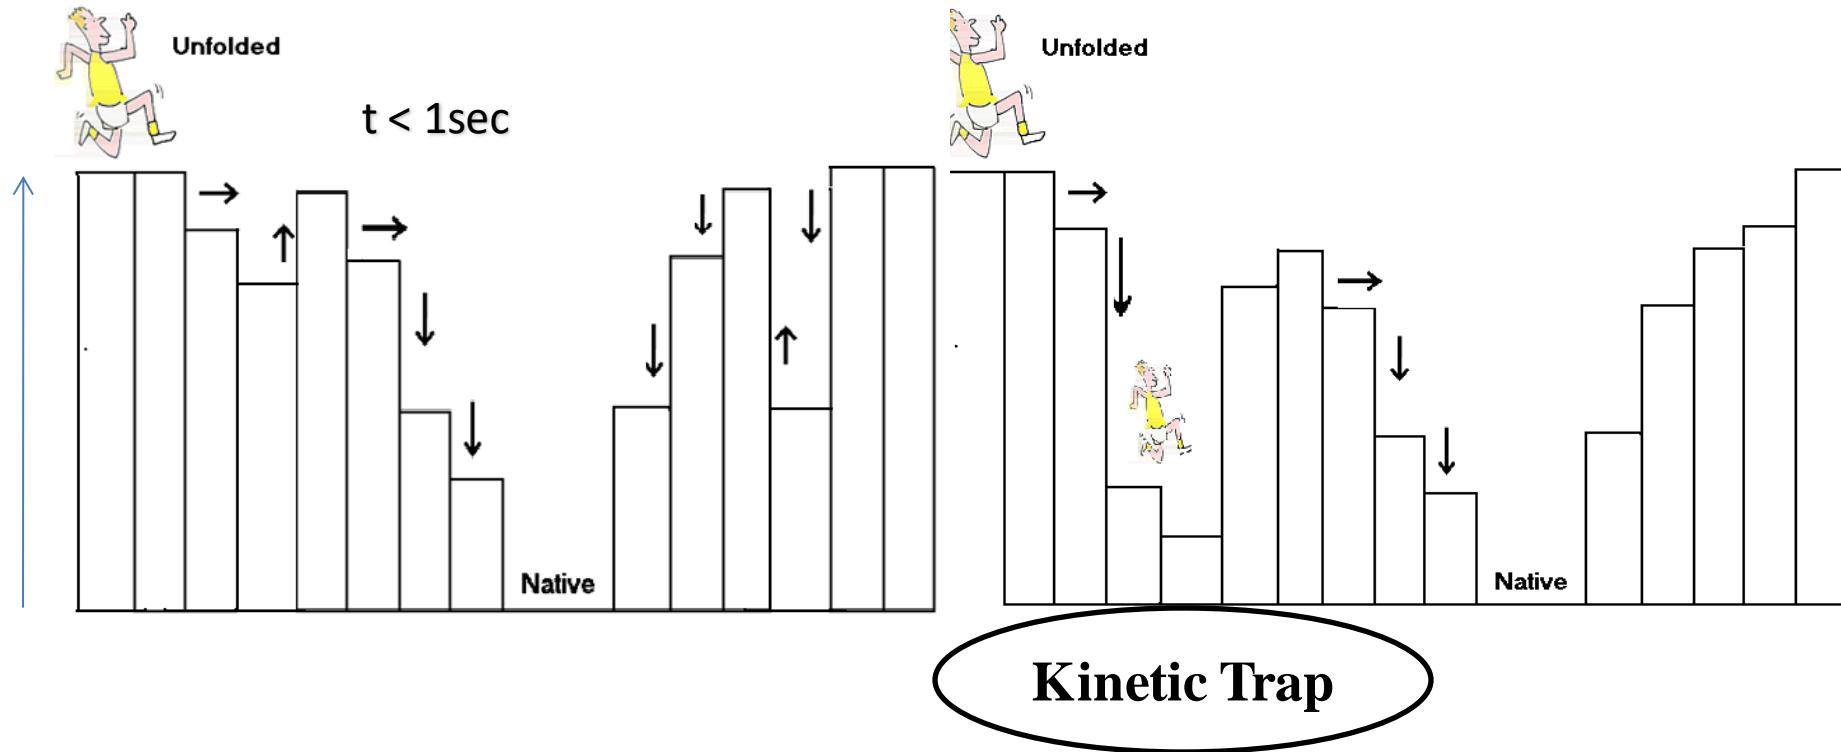 Unfolded
t < 1sec
Native
Unfolded
Native
Kinetic Trap